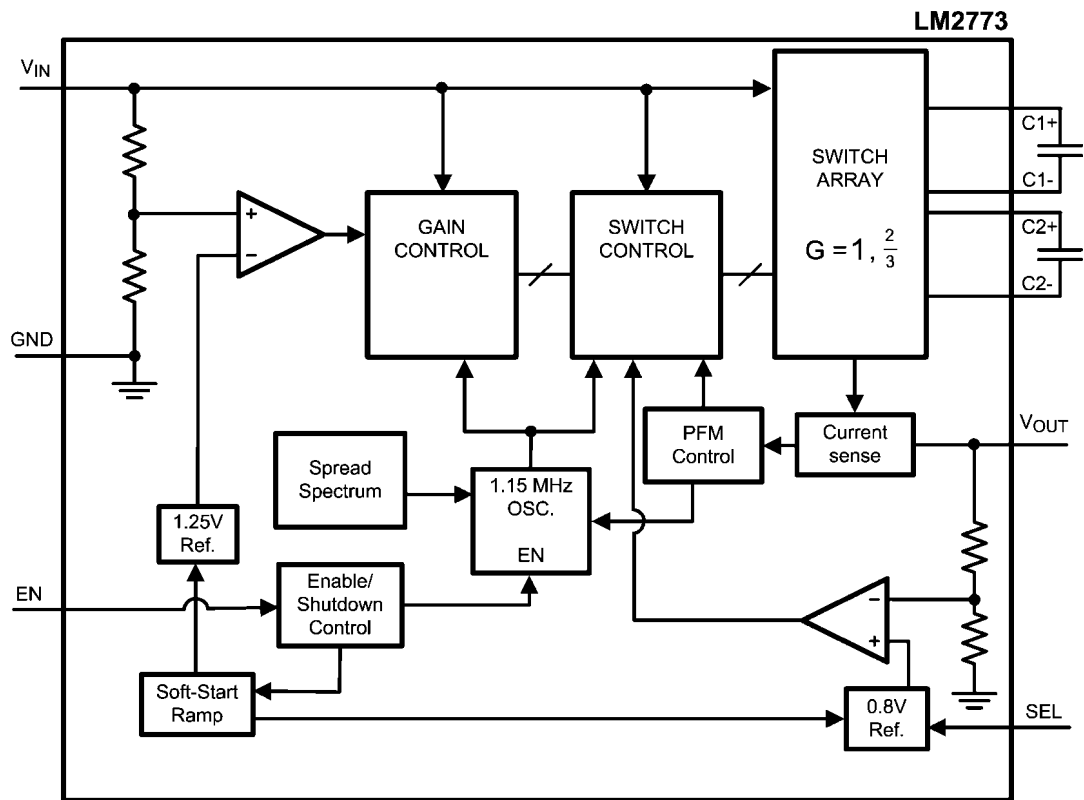 LM2773
VIN
C1+
C1-
C2+
C2-
SWITCH
ARRAY
G = 1, 2/3
GAIN
CONTROL
SWITCH
CONTROL
+
−
GND
Spread
Spectrum
1.15 MHz
OSC.
EN
PFM
Control
Current
sense
VOUT
1.25V
Ref.
EN
Enable/
Shutdown
Control
−
+
Soft-Start
Ramp
0.8V
Ref.
SEL